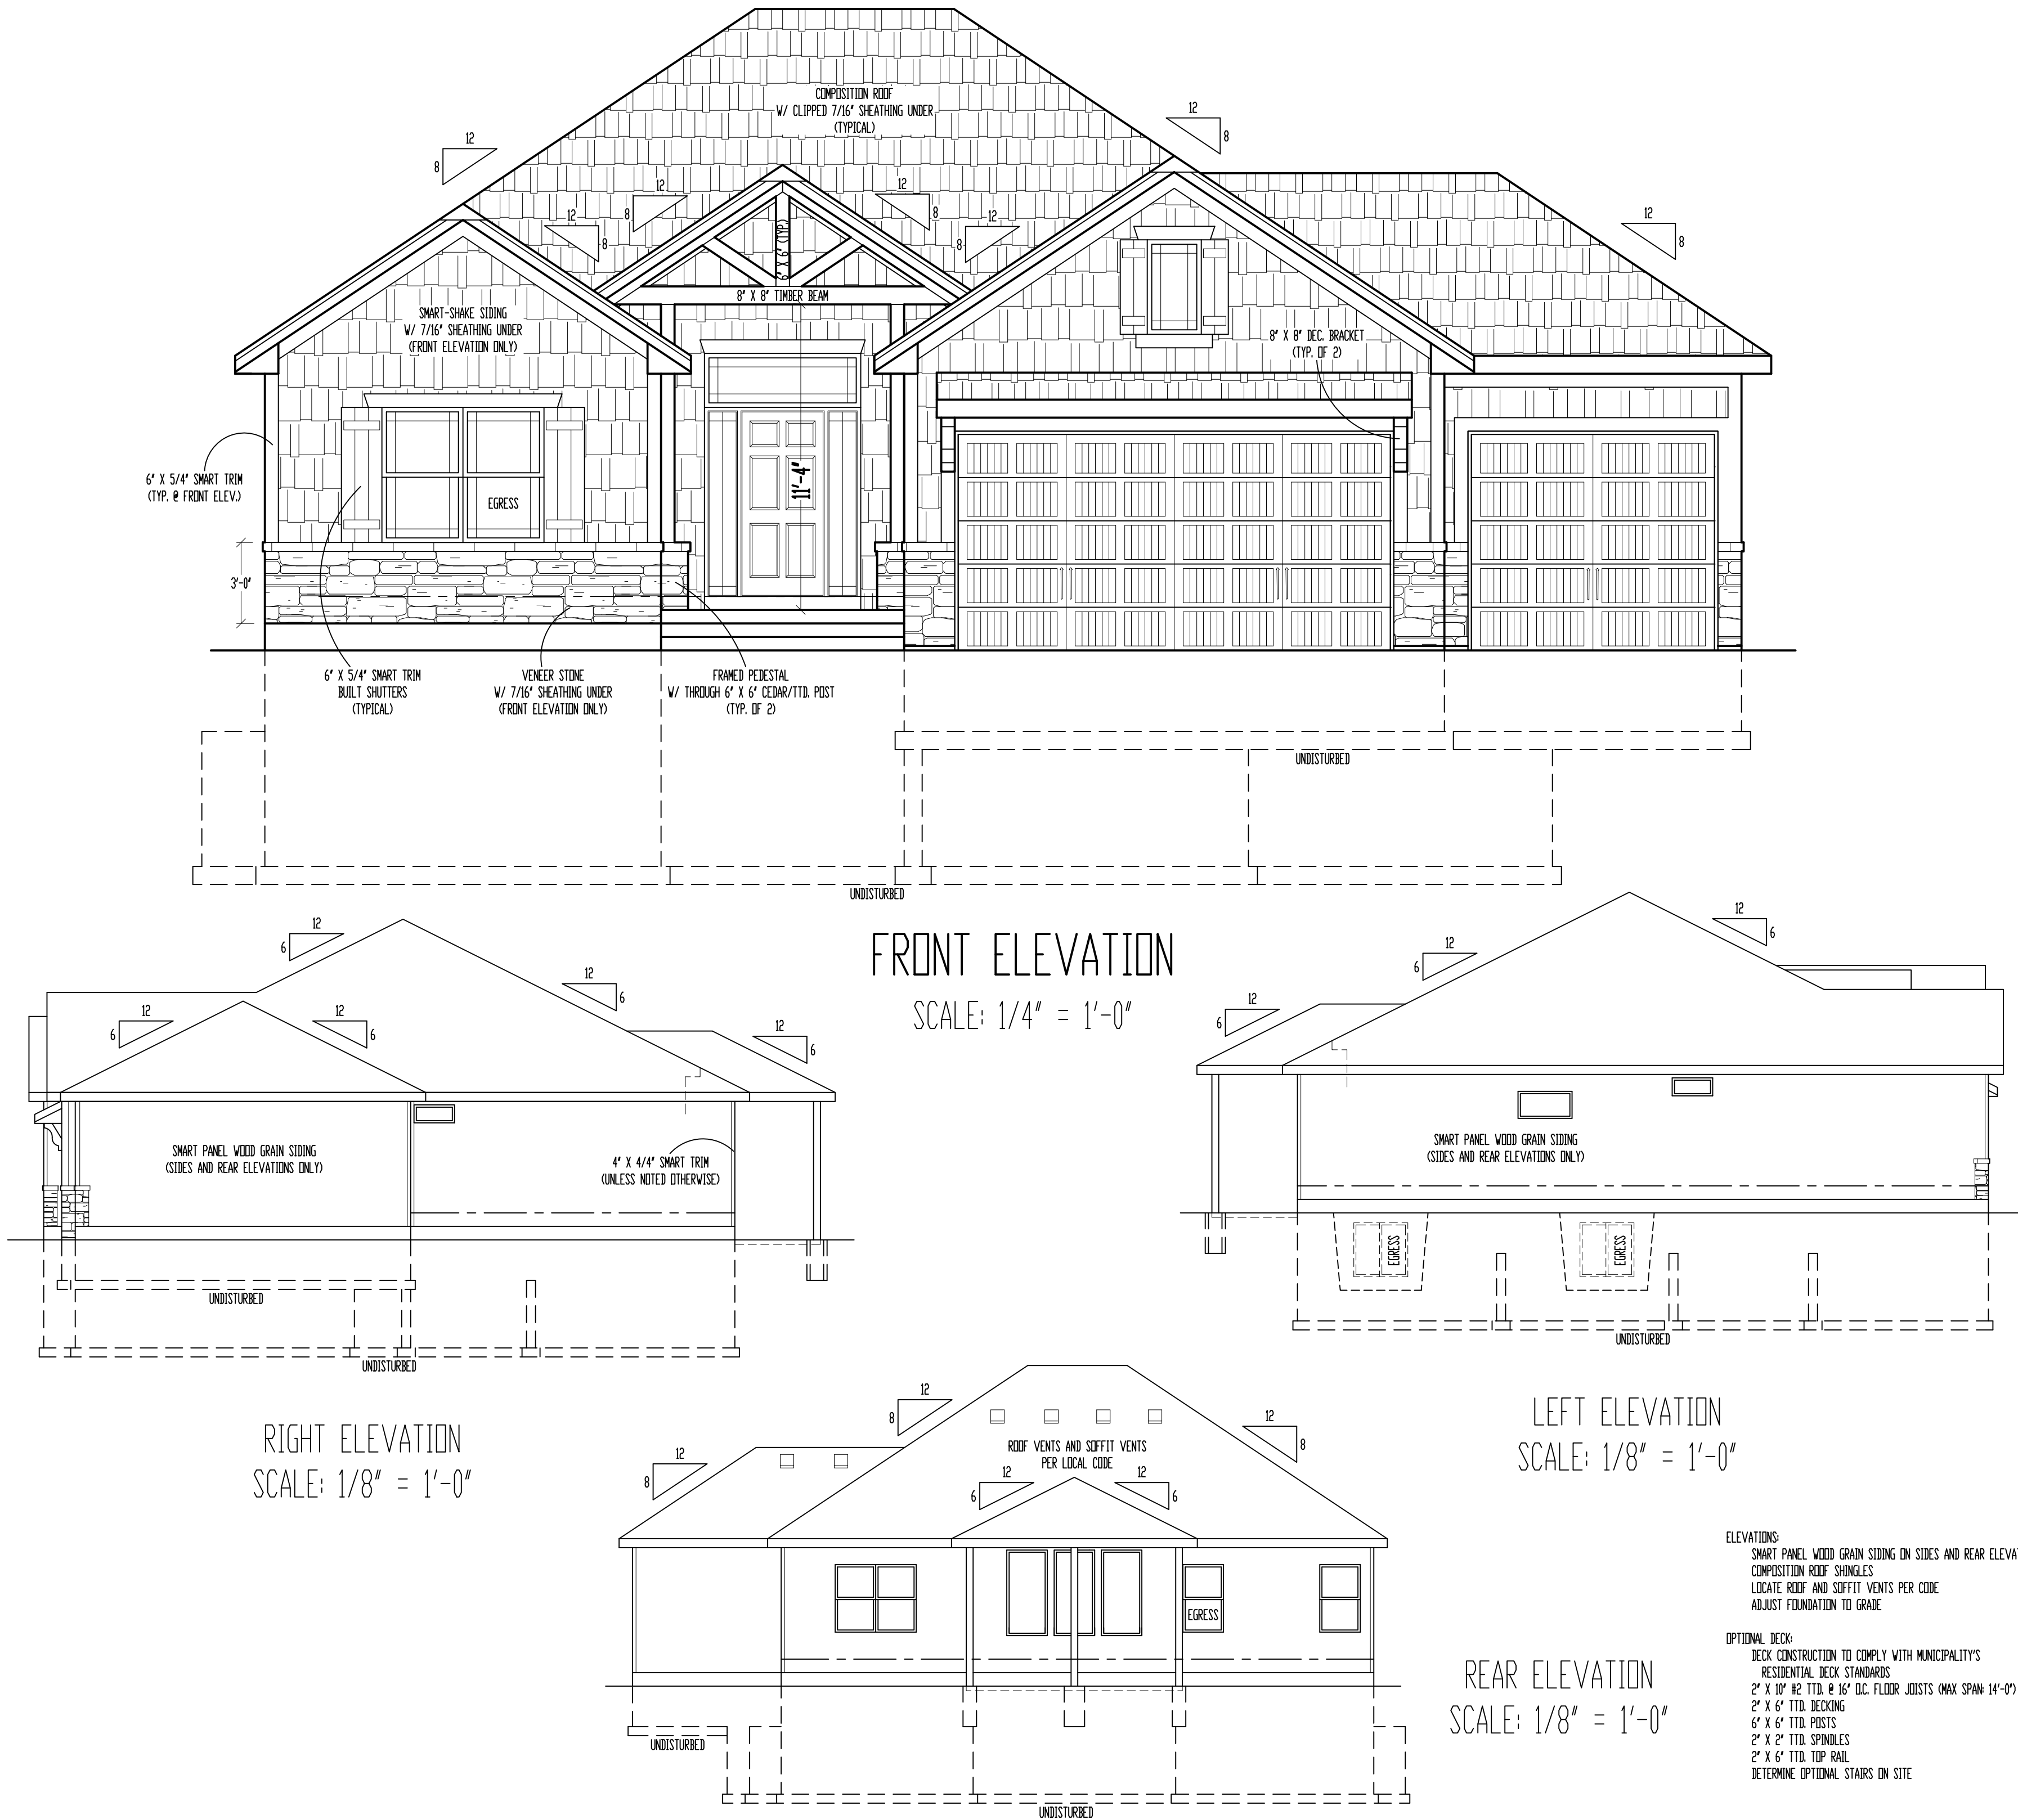 COMPOSITION ROOF
W/ CLIPPED 7/16" SHEATHING UNDER
(TYPICAL)
12
8
12
8
12
8
12
8
12
8
12
8
12
8
6" X 6" (TYP.)
8" X 8" TIMBER BEAM
SMART-SHAKE SIDING
W/ 7/16" SHEATHING UNDER
(FRONT ELEVATION ONLY)
8" X 8" DEC. BRACKET
(TYP. OF 2)
6" X 5/4" SMART TRIM
(TYP. @ FRONT ELEV.)
EGRESS
11'-4"
3'-0"
6" X 5/4" SMART TRIM
BUILT SHUTTERS
(TYPICAL)
VENEER STONE
W/ 7/16" SHEATHING UNDER
(FRONT ELEVATION ONLY)
FRAMED PEDESTAL
W/ THROUGH 6" X 6" CEDAR/TTD. POST
(TYP. OF 2)
UNDISTURBED
UNDISTURBED
FRONT ELEVATION
SCALE: 1/4" = 1'-0"
12
6
12
6
12
6
12
6
12
6
SMART PANEL WOOD GRAIN SIDING
(SIDES AND REAR ELEVATIONS ONLY)
4" X 4/4" SMART TRIM
(UNLESS NOTED OTHERWISE)
UNDISTURBED
UNDISTURBED
RIGHT ELEVATION
SCALE: 1/8" = 1'-0"
12
6
12
6
12
6
SMART PANEL WOOD GRAIN SIDING
(SIDES AND REAR ELEVATIONS ONLY)
EGRESS
EGRESS
UNDISTURBED
LEFT ELEVATION
SCALE: 1/8" = 1'-0"
12
8
12
8
12
8
ROOF VENTS AND SOFFIT VENTS
PER LOCAL CODE
12
6
12
6
EGRESS
UNDISTURBED
UNDISTURBED
REAR ELEVATION
SCALE: 1/8" = 1'-0"
ELEVATIONS:
SMART PANEL WOOD GRAIN SIDING ON SIDES AND REAR
COMPOSITION ROOF SHINGLES
LOCATE ROOF AND SOFFIT VENTS PER CODE
ADJUST FOUNDATION TO GRADE
OPTIONAL DECK:
DECK CONSTRUCTION TO COMPLY WITH MUNICIPALITY'S
RESIDENTIAL DECK STANDARDS
2" X 10" #2 TTD. @ 16" O.C. FLOOR JOISTS (MAX SPAN: 14'-0")
2" X 6" TTD. DECKING
6" X 6" TTD. POSTS
2" X 2" TTD. SPINDLES
2" X 6" TTD. TOP RAIL
DETERMINE OPTIONAL STAIRS ON SITE